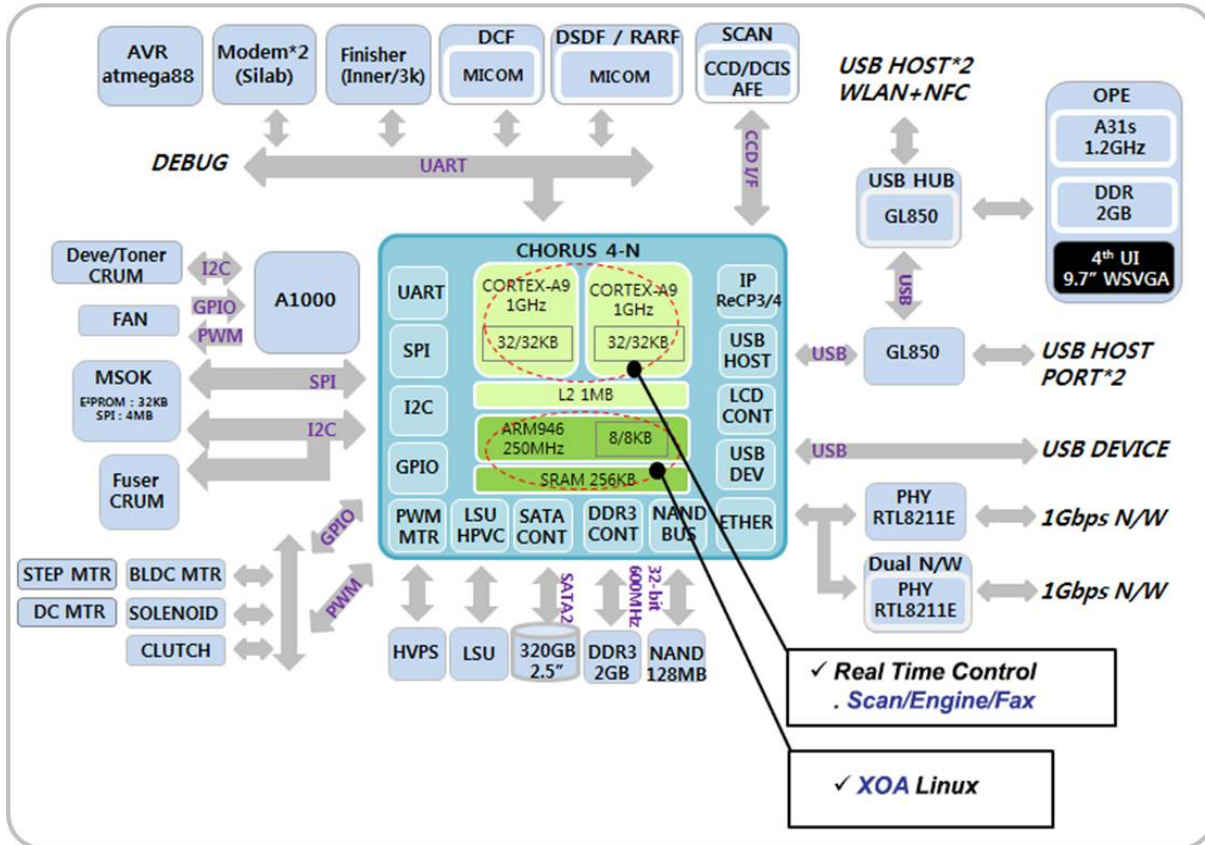 AVR
atmega88
Modem*2
(Silab)
Finisher
(Inner/3k)
DCF
MICOM
DSDF / RARF
MICOM
SCAN
CCD/DCIS
AFE
USB HOST*2
WLAN+NFC
OPE
A31s
1.2GHz
DDR
2GB
4th UI
9.7” WSVGA
DEBUG
UART
CCD I/F
USB HUB
GL850
USB
Deve/Toner
CRUM
I2C
GPIO
A1000
FAN
PWM
MSOK
E²PROM : 32KB
SPI : 4MB
SPI
I2C
Fuser
CRUM
CHORUS 4-N
UART
SPI
I2C
GPIO
PWM
MTR
CORTEX-A9
1GHz
32/32KB
CORTEX-A9
1GHz
32/32KB
L2 1MB
ARM946
250MHz
8/8KB
SRAM 256KB
IP
ReCP3/4
USB
HOST
LCD
CONT
USB
DEV
LSU
HPVC
SATA
CONT
DDR3
CONT
NAND
BUS
ETHER
USB
GL850
USB HOST
PORT*2
USB
USB DEVICE
PHY
RTL8211E
1Gbps N/W
Dual N/W
PHY
RTL8211E
1Gbps N/W
GPIO
PWM
STEP MTR
BLDC MTR
DC MTR
SOLENOID
CLUTCH
SATA2
600MHz
32-bit
HVPS
LSU
320GB
2.5”
DDR3
2GB
NAND
128MB
✓ Real Time Control
. Scan/Engine/Fax
✓ XOA Linux